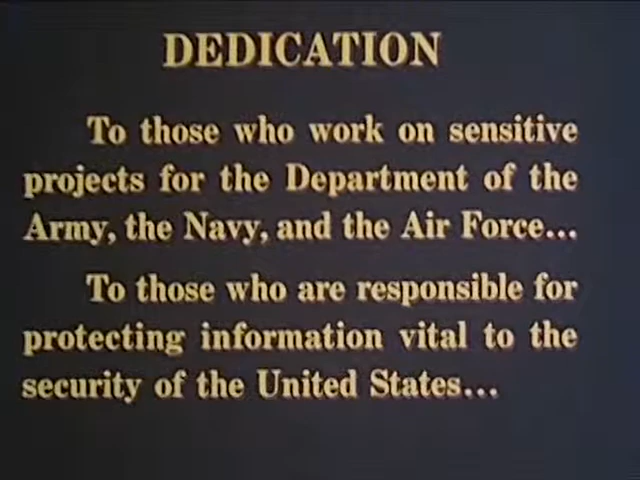 DEDICATION
To those who work on sensitive
projects for the Department of the
Army, the Navy, and the Air Force...
To those who are responsible for
protecting information vital to the
security of the United States...